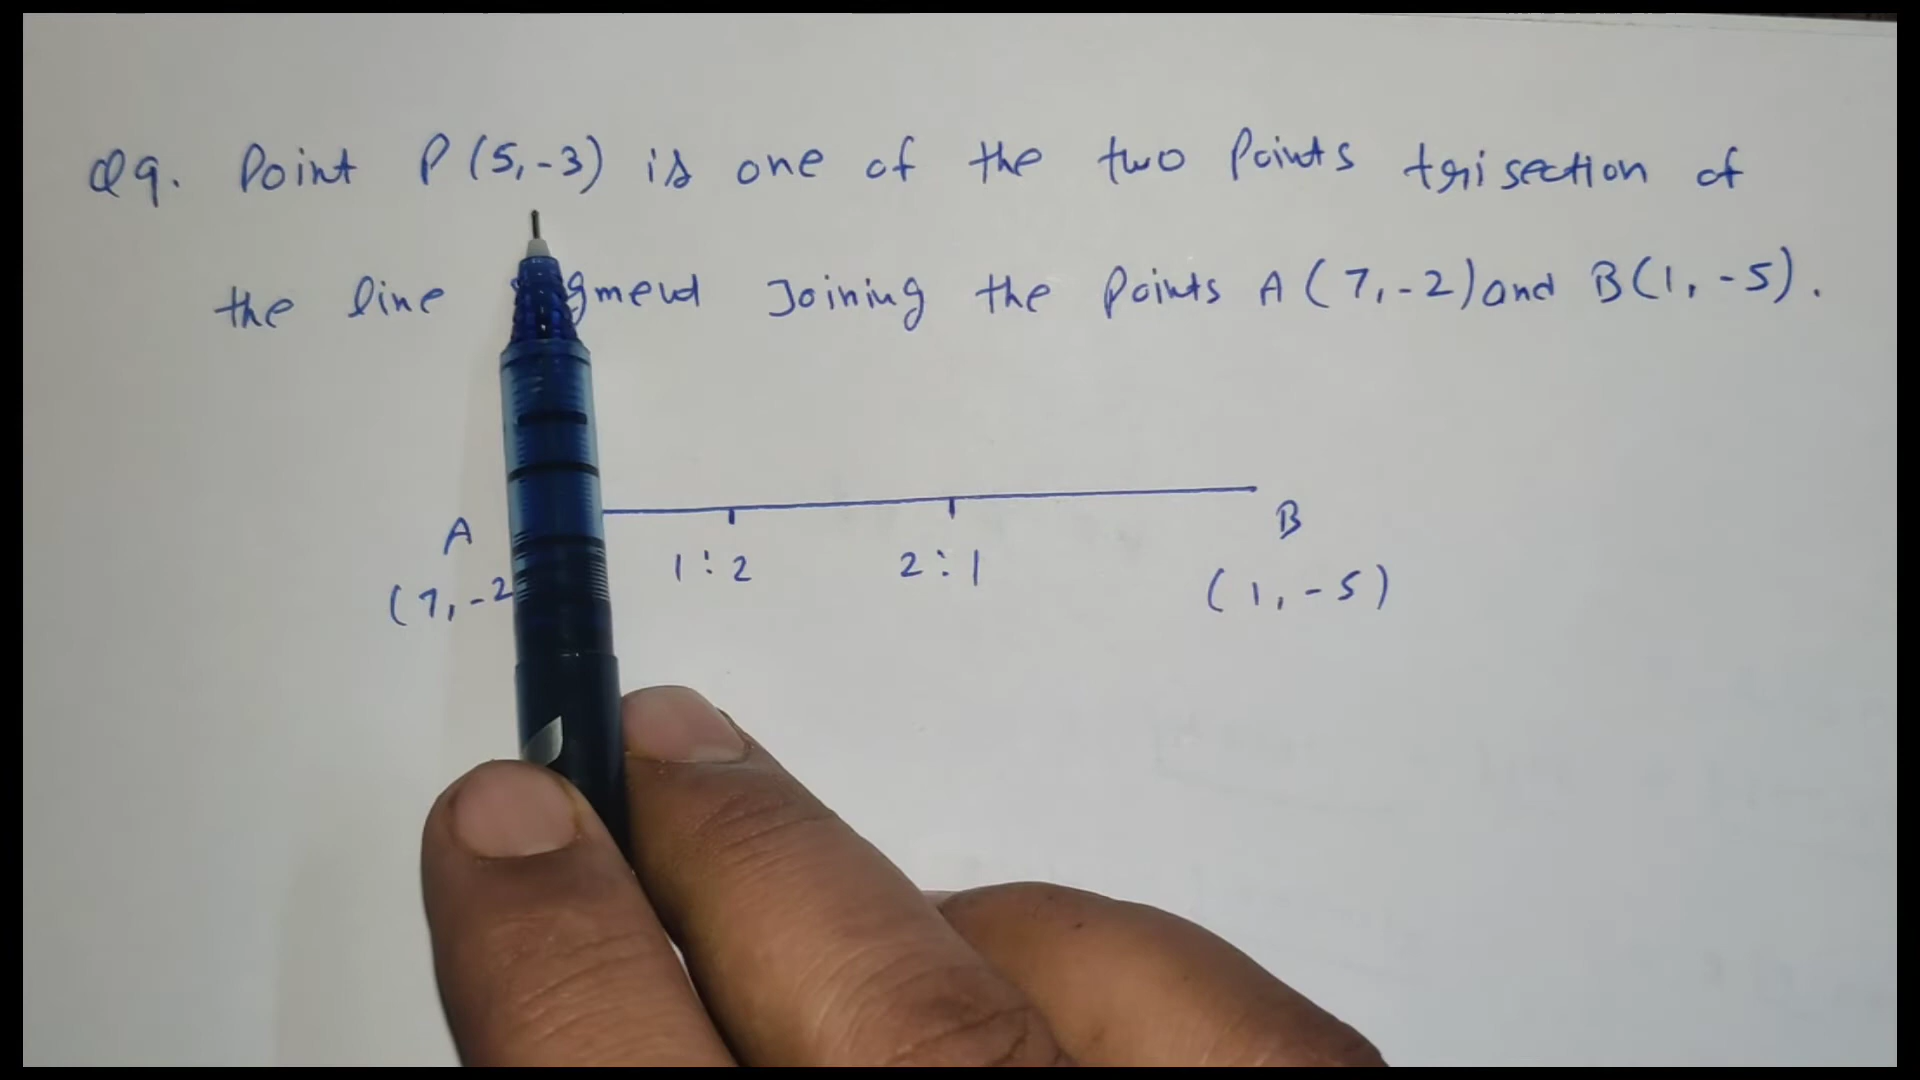 Q9. Point P(5,-3) is one of the two Points trisection of
the line Joining the Points A(7,-2) and B(1,-5).
A B
1:2 2:1
(7,-2 (1,-5)